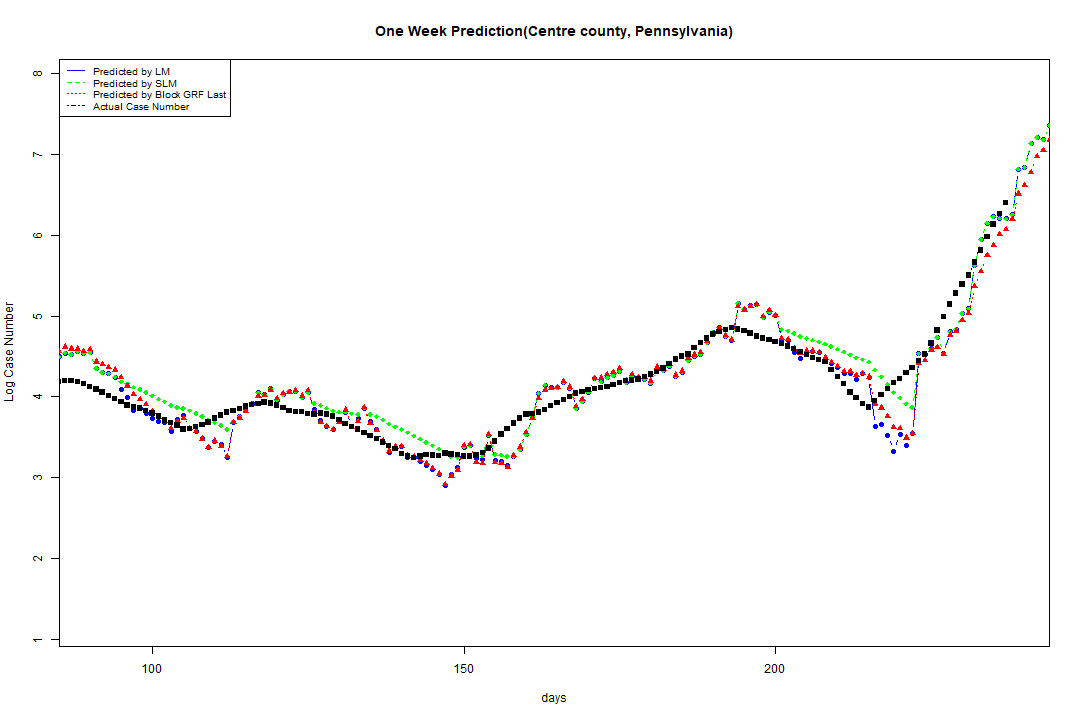 One Week Prediction(Centre county, Pennsylvania)
Predicted by LM
Predicted by SLM
Predicted by Block GRF Last
Actual Case Number
8
7
6
5
4
3
2
1
Log Case Number
100 150 200
days